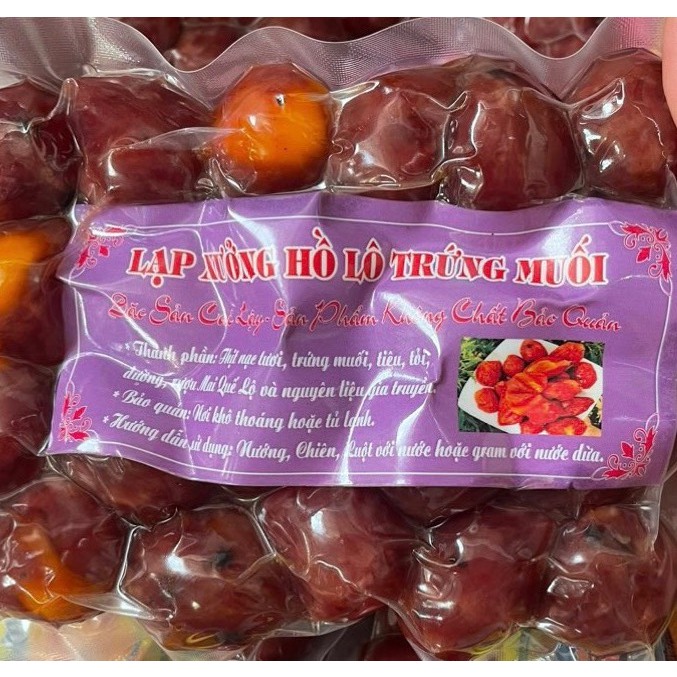 LẠP XƯỞNG HỒ LÔ TRỨNG MUỐI
Đặc Sản Cai Lậy - Sản Phẩm Không Chất Bảo Quản
* Thành phần: Thịt nạc tươi, trứng muối, tiêu, tỏi,
đường, rượu Mai Quế Lộ và nguyên liệu gia truyền.
* Bảo quản: Nơi khô thoáng hoặc tủ lạnh.
* Hướng dẫn sử dụng: Nướng, Chiên, Luột với nước hoặc gram với nước dừa.